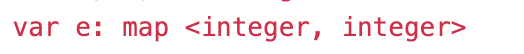 var e: map <integer, integer>